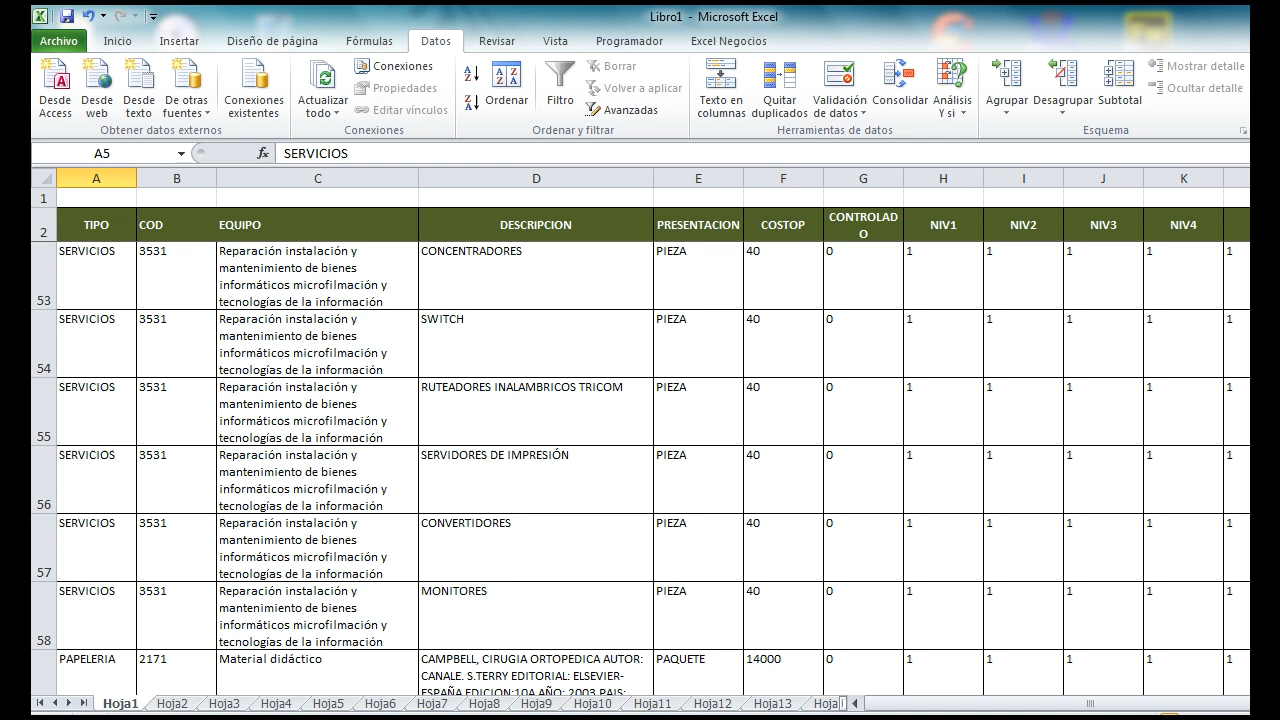 Libro1 - Microsoft Excel
Archivo Inicio Insertar Diseño de página Fórmulas Datos Revisar Vista Programador Excel Negocios
Desde Access
Desde web
Desde texto
De otras fuentes
Conexiones existentes
Obtener datos externos
Actualizar todo
Conexiones
Propiedades
Editar vínculos
Conexiones
Ordenar
Filtro
Borrar
Volver a aplicar
Avanzadas
Ordenar y filtrar
Texto en columnas
Quitar duplicados
Validación de datos
Consolidar
Análisis Y si
Herramientas de datos
Agrupar
Desagrupar
Subtotal
Mostrar detalle
Ocultar detalle
Esquema
A5 fx SERVICIOS
A B C D E F G H I J K
1
2 TIPO COD EQUIPO DESCRIPCION PRESENTACION COSTOP CONTROLADO NIV1 NIV2 NIV3 NIV4
53 SERVICIOS 3531 Reparación instalación y mantenimiento de bienes informáticos microfilmación y tecnologías de la información CONCENTRADORES PIEZA 40 0 1 1 1 1 1
54 SERVICIOS 3531 Reparación instalación y mantenimiento de bienes informáticos microfilmación y tecnologías de la información SWITCH PIEZA 40 0 1 1 1 1 1
55 SERVICIOS 3531 Reparación instalación y mantenimiento de bienes informáticos microfilmación y tecnologías de la información RUTEADORES INALAMBRICOS TRICOM PIEZA 40 0 1 1 1 1 1
56 SERVICIOS 3531 Reparación instalación y mantenimiento de bienes informáticos microfilmación y tecnologías de la información SERVIDORES DE IMPRESIÓN PIEZA 40 0 1 1 1 1 1
57 SERVICIOS 3531 Reparación instalación y mantenimiento de bienes informáticos microfilmación y tecnologías de la información CONVERTIDORES PIEZA 40 0 1 1 1 1 1
58 SERVICIOS 3531 Reparación instalación y mantenimiento de bienes informáticos microfilmación y tecnologías de la información MONITORES PIEZA 40 0 1 1 1 1 1
PAPELERIA 2171 Material didáctico CAMPBELL, CIRUGIA ORTOPEDICA AUTOR: CANALE. S.TERRY EDITORIAL: ELSEVIER-ESPAÑA EDICION:10A AÑO: 2003 PAIS: PAQUETE 14000 0 1 1 1 1 1
Hoja1 Hoja2 Hoja3 Hoja4 Hoja5 Hoja6 Hoja7 Hoja8 Hoja9 Hoja10 Hoja11 Hoja12 Hoja13 Hoja